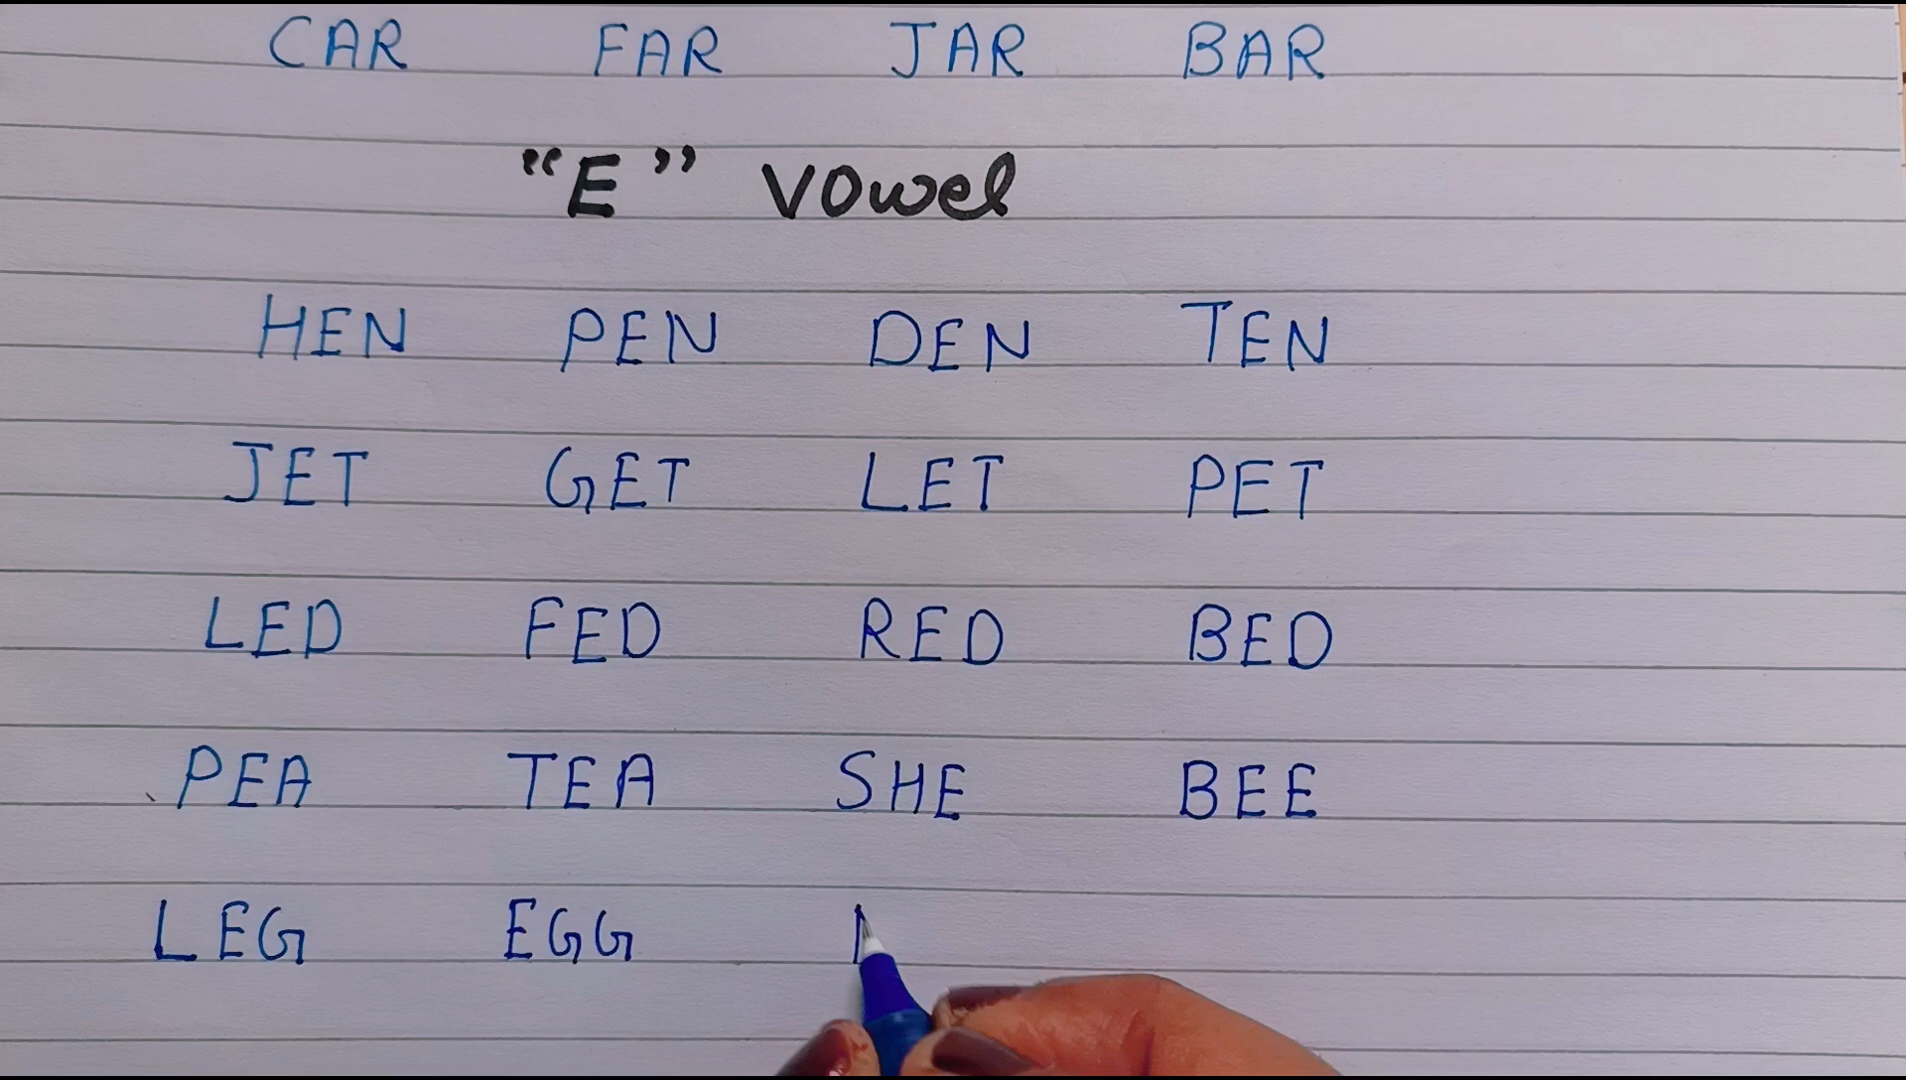 CAR FAR JAR BAR
"E" vowel
HEN PEN DEN TEN
JET GET LET PET
LED FED RED BED
PEA TEA SHE BEE
LEG EGG